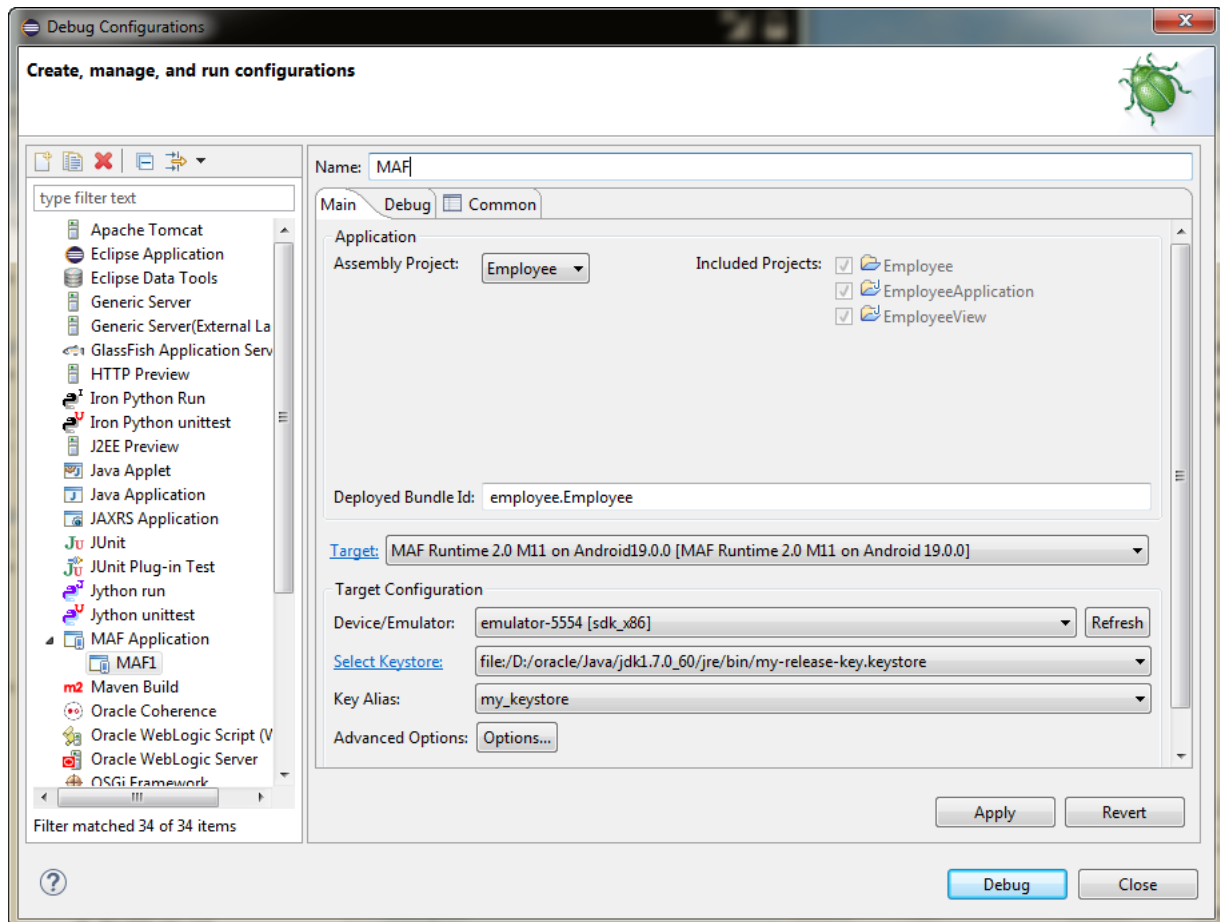 Debug Configurations
Create, manage, and run configurations
type filter text
Apache Tomcat
Eclipse Application
Eclipse Data Tools
Generic Server
Generic Server(External La
GlassFish Application Serv
HTTP Preview
Iron Python Run
Iron Python unittest
J2EE Preview
Java Applet
Java Application
JAXRS Application
Ju JUnit
JUnit Plug-in Test
Jython run
Jython unittest
MAF Application
MAF1
m2 Maven Build
Oracle Coherence
Oracle WebLogic Script (W
Oracle WebLogic Server
OSGi Framework
Filter matched 34 of 34 items
Name: MAF
Main Debug Common
Application
Assembly Project: Employee Included Projects: Employee
EmployeeApplication
EmployeeView
Deployed Bundle Id: employee.Employee
Target: MAF Runtime 2.0 M11 on Android19.0.0 [MAF Runtime 2.0 M11 on Android 19.0.0]
Target Configuration
Device/Emulator: emulator-5554 [sdk_x86] Refresh
Select Keystore: file:/D:/oracle/Java/jdk1.7.0_60/jre/bin/my-release-key.keystore
Key Alias: my_keystore
Advanced Options: Options...
Apply Revert
? Debug Close